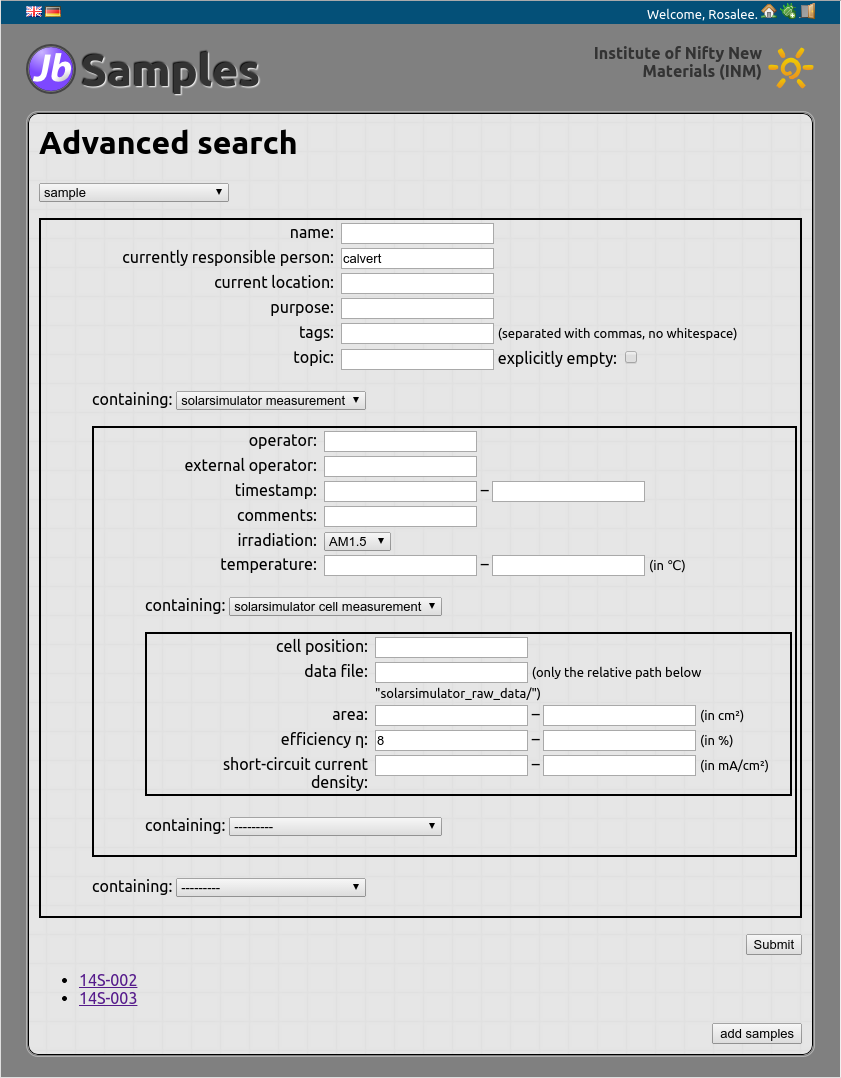 Welcome, Rosalee.
Jb Samples
Institute of Nifty New
Materials (INM)
Advanced search
sample
name:
currently responsible person: calvert
current location:
purpose:
tags: (separated with commas, no whitespace)
topic: explicitly empty:
containing: solarsimulator measurement
operator:
external operator:
timestamp: –
comments:
irradiation: AM1.5
temperature: – (in °C)
containing: solarsimulator cell measurement
cell position:
data file: (only the relative path below
"solarsimulator_raw_data/")
area: – (in cm²)
efficiency η: 8 – (in %)
short-circuit current – (in mA/cm²)
density:
containing: ---------
containing: ---------
Submit
• 14S-002
• 14S-003
add samples